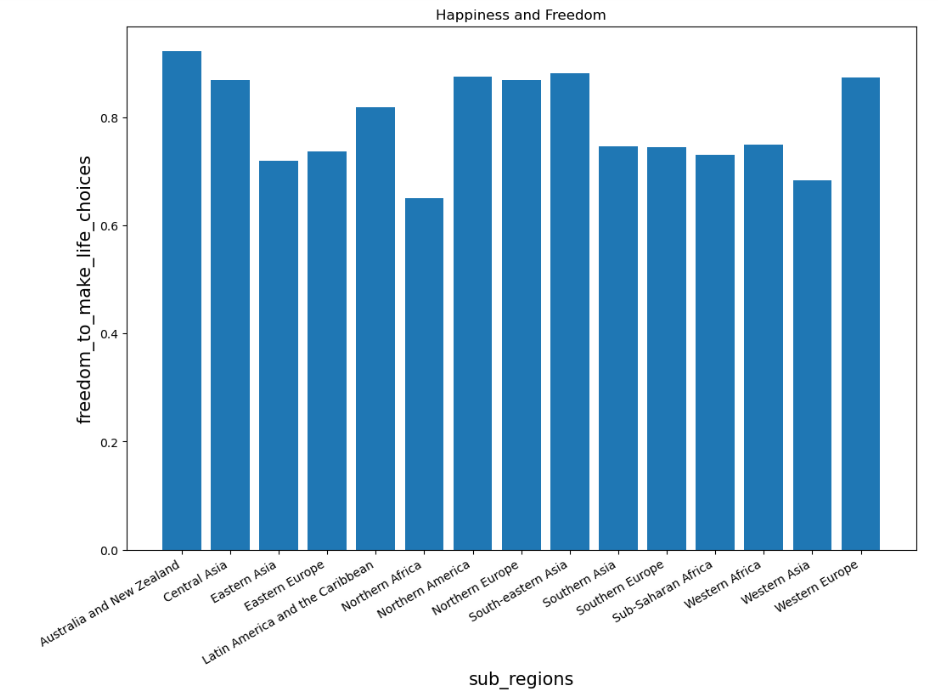 Happiness and Freedom
freedom_to_make_life_choices
0.8
0.6
0.4
0.2
0.0
Australia and New Zealand
Central Asia
Eastern Asia
Eastern Europe
Latin America and the Caribbean
Northern Africa
Northern America
Northern Europe
South-eastern Asia
Southern Asia
Southern Europe
Sub-Saharan Africa
Western Africa
Western Asia
Western Europe
sub_regions